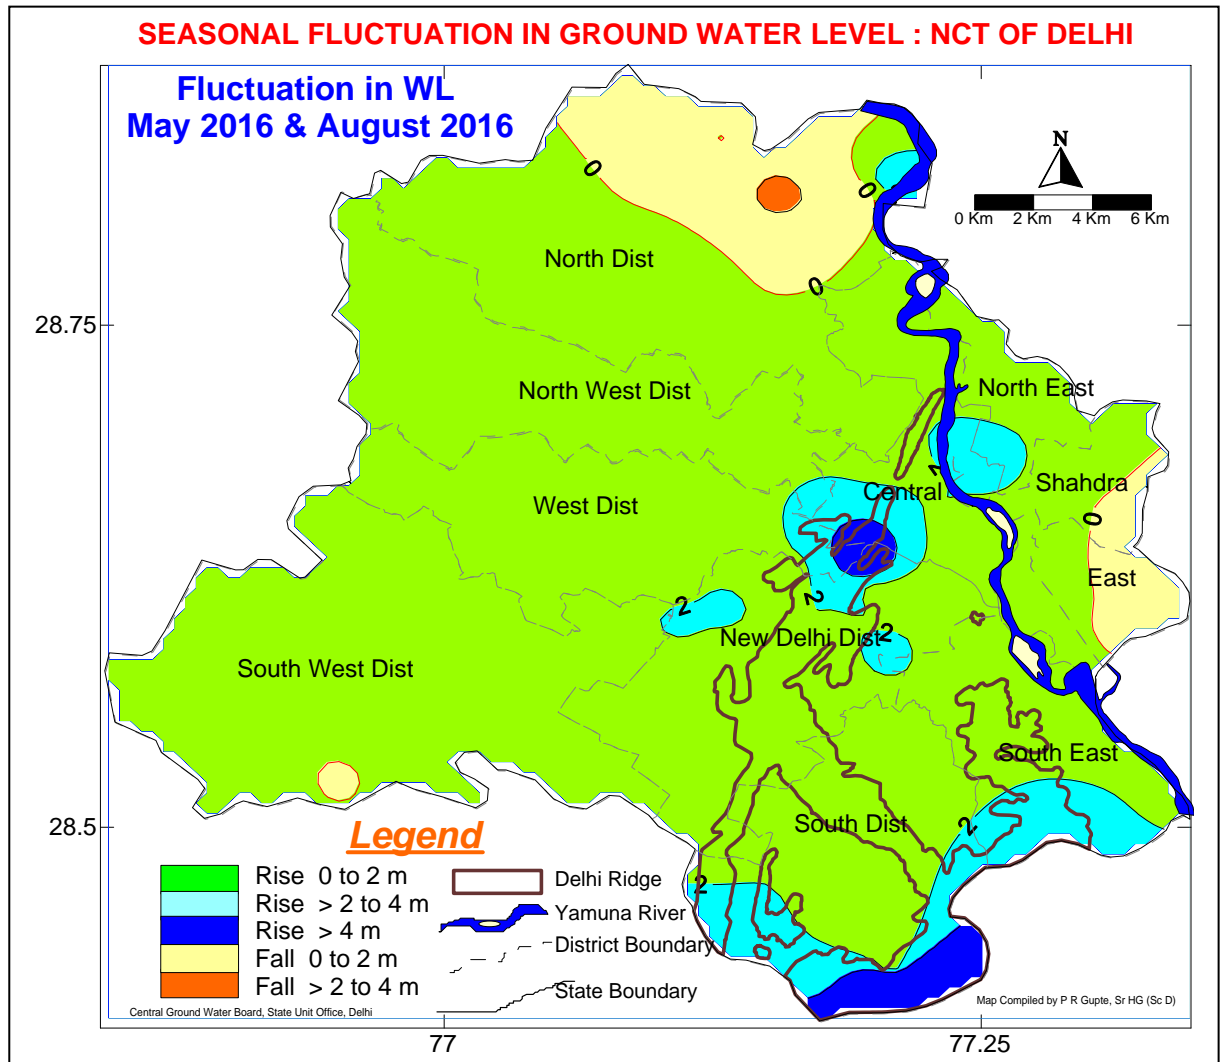 SEASONAL FLUCTUATION IN GROUND WATER LEVEL : NCT OF DELHI
Fluctuation in WL
May 2016 & August 2016
N
0 Km 2 Km 4 Km 6 Km
0
0
0
North Dist
28.75
North West Dist
North East
2
Central
Shahdra
West Dist
0
East
2
2
2
New Delhi Dist
South West Dist
South East
28.5
South Dist
2
2
Legend
Rise 0 to 2 m
Rise > 2 to 4 m
Rise > 4 m
Fall 0 to 2 m
Fall > 2 to 4 m
Delhi Ridge
Yamuna River
District Boundary
State Boundary
Central Ground Water Board, State Unit Office, Delhi
Map Compiled by P R Gupte, Sr HG (Sc D)
77
77.25